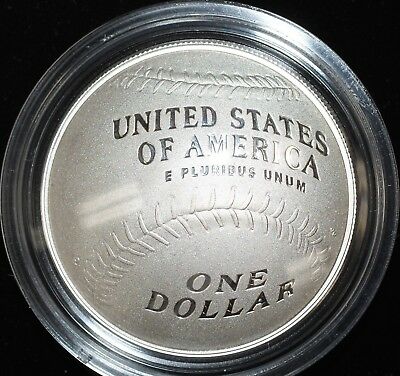 UNITED STATES
OF AMERICA
E PLURIBUS UNUM
ONE
DOLLAR